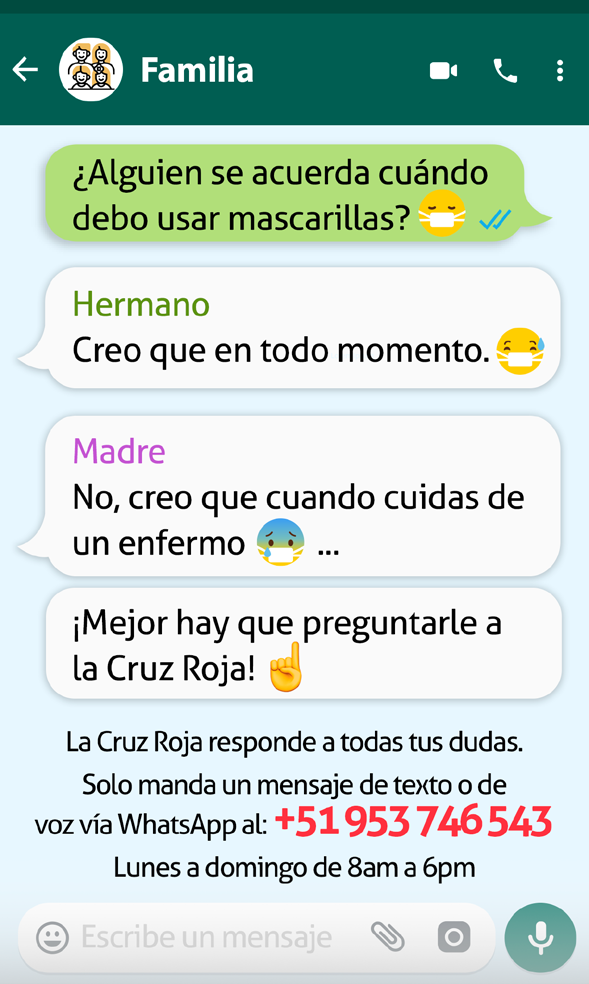 Familia
¿Alguien se acuerda cuándo
debo usar mascarillas?
Hermano
Creo que en todo momento.
Madre
No, creo que cuando cuidas de
un enfermo ...
¡Mejor hay que preguntarle a
la Cruz Roja!
La Cruz Roja responde a todas tus dudas.
Solo manda un mensaje de texto o de
voz vía WhatsApp al: +51 953 746 543
Lunes a domingo de 8am a 6pm
Escribe un mensaje